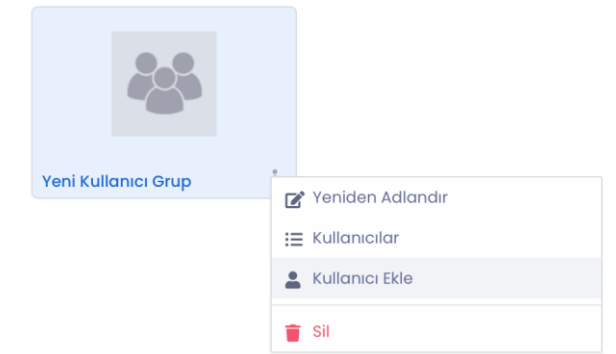 Yeni Kullanıcı Grup
Yeniden Adlandır
Kullanıcılar
Kullanıcı Ekle
Sil